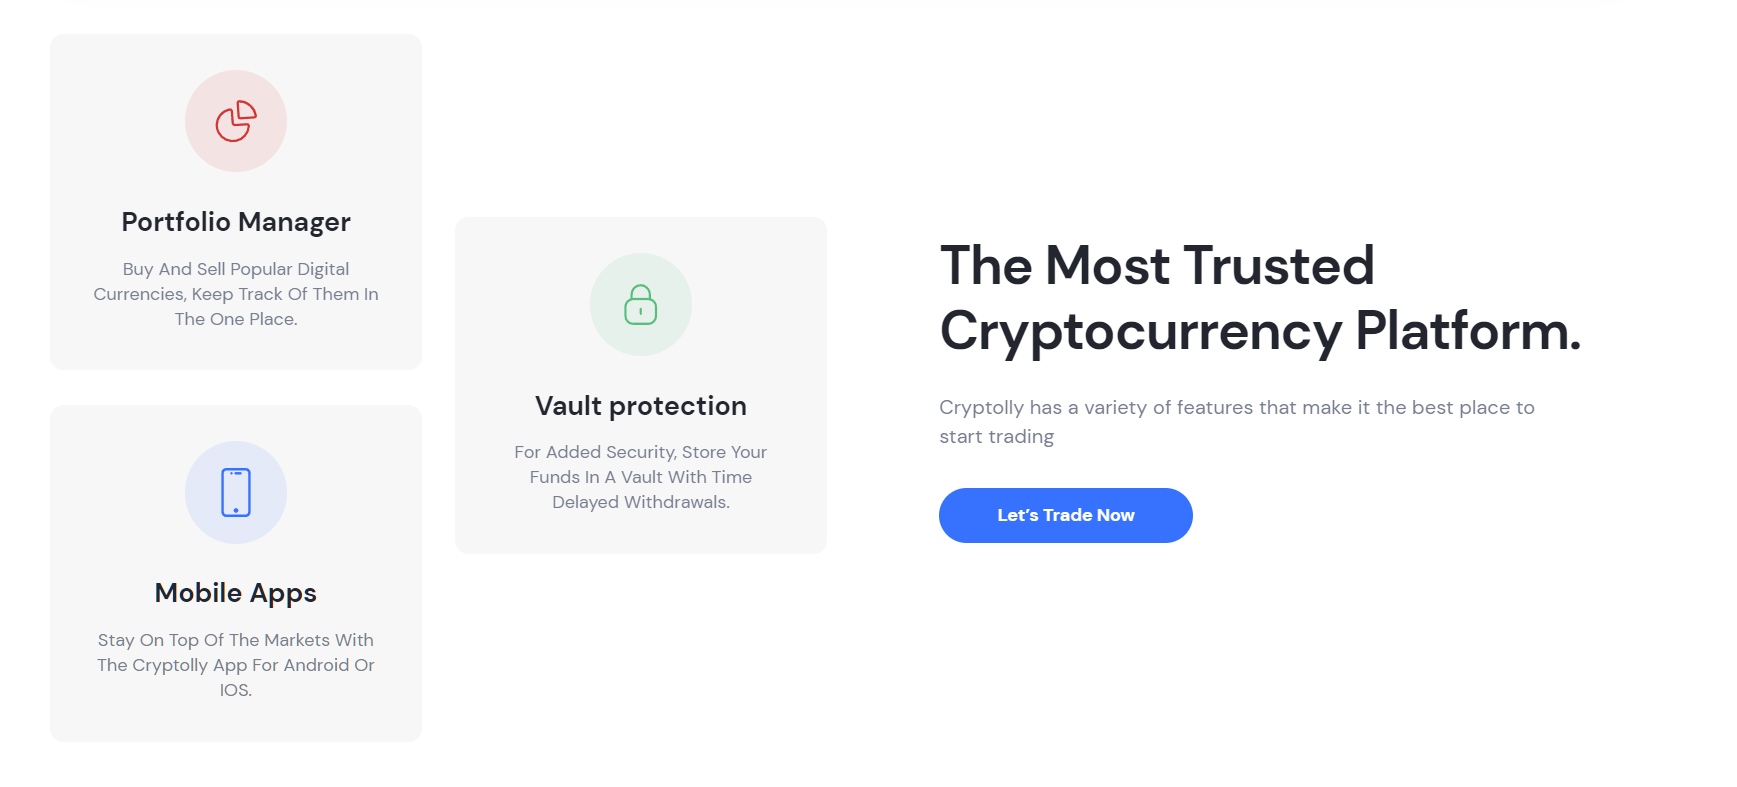 Portfolio Manager
Buy And Sell Popular Digital
Currencies, Keep Track Of Them In
The One Place.
Mobile Apps
Stay On Top Of The Markets With
The Cryptolly App For Android Or
IOS.
Vault protection
For Added Security, Store Your
Funds In A Vault With Time
Delayed Withdrawals.
The Most Trusted
Cryptocurrency Platform.
Cryptolly has a variety of features that make it the best place to
start trading
Let’s Trade Now